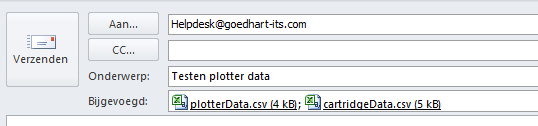 Aan... Helpdesk@goedhart-its.com
Verzenden
CC...
Onderwerp: Testen plotter data
Bijgevoegd: plotterData.csv (4 kB); cartridgeData.csv (5 kB)